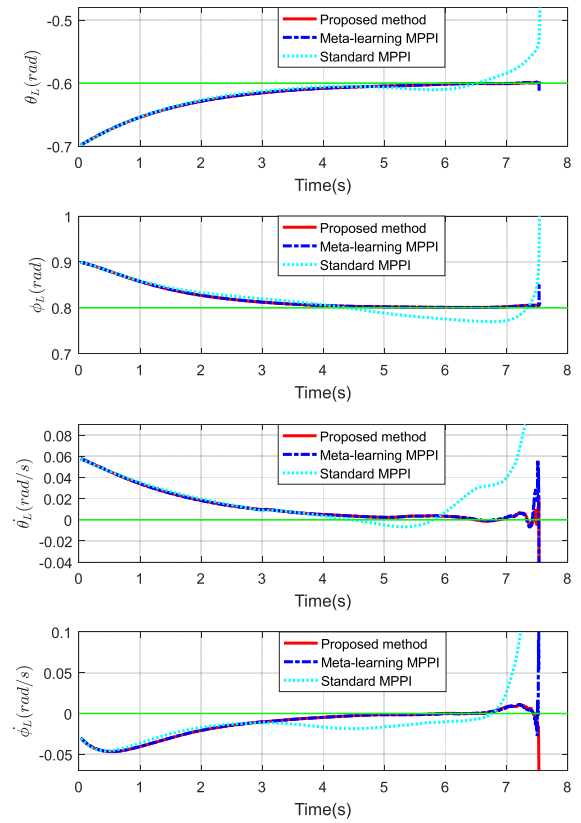 -0.5
-0.6
-0.7
θ_L(rad)
Proposed method
Meta-learning MPPI
Standard MPPI
0 1 2 3 4 5 6 7 8
Time(s)
1
0.9
0.8
0.7
ϕ_L(rad)
Proposed method
Meta-learning MPPI
Standard MPPI
0 1 2 3 4 5 6 7 8
Time(s)
0.08
0.06
0.04
0.02
0
-0.02
-0.04
θ̇_L(rad/s)
Proposed method
Meta-learning MPPI
Standard MPPI
0 1 2 3 4 5 6 7 8
Time(s)
0.1
0.05
0
-0.05
ϕ̇_L(rad/s)
Proposed method
Meta-learning MPPI
Standard MPPI
0 1 2 3 4 5 6 7 8
Time(s)